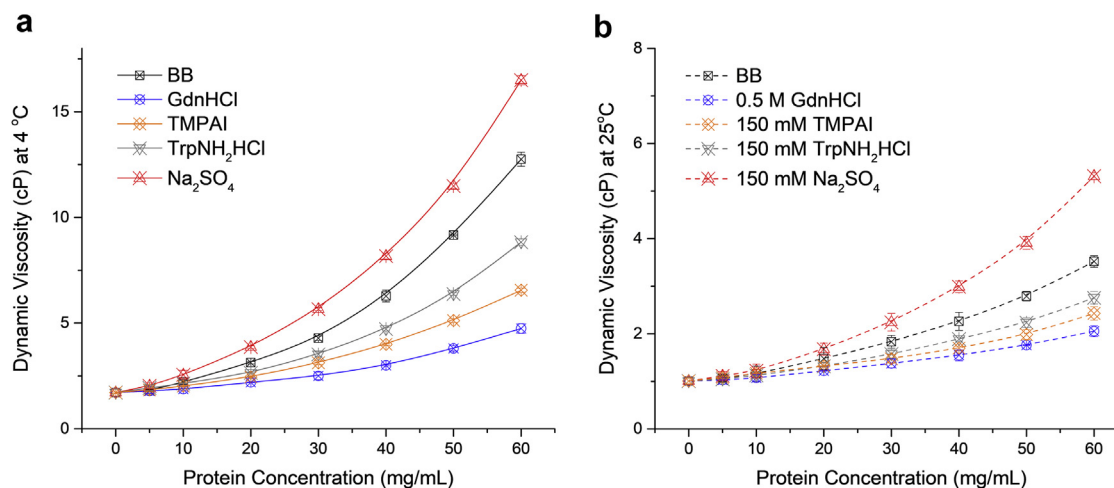 a
Dynamic Viscosity (cP) at 4 °C
15
10
5
0
BB
GdnHCl
TMPAI
TrpNH₂HCl
Na₂SO₄
0 10 20 30 40 50 60
Protein Concentration (mg/mL)
b
Dynamic Viscosity (cP) at 25°C
8
6
4
2
0
BB
0.5 M GdnHCl
150 mM TMPAI
150 mM TrpNH₂HCl
150 mM Na₂SO₄
0 10 20 30 40 50 60
Protein Concentration (mg/mL)